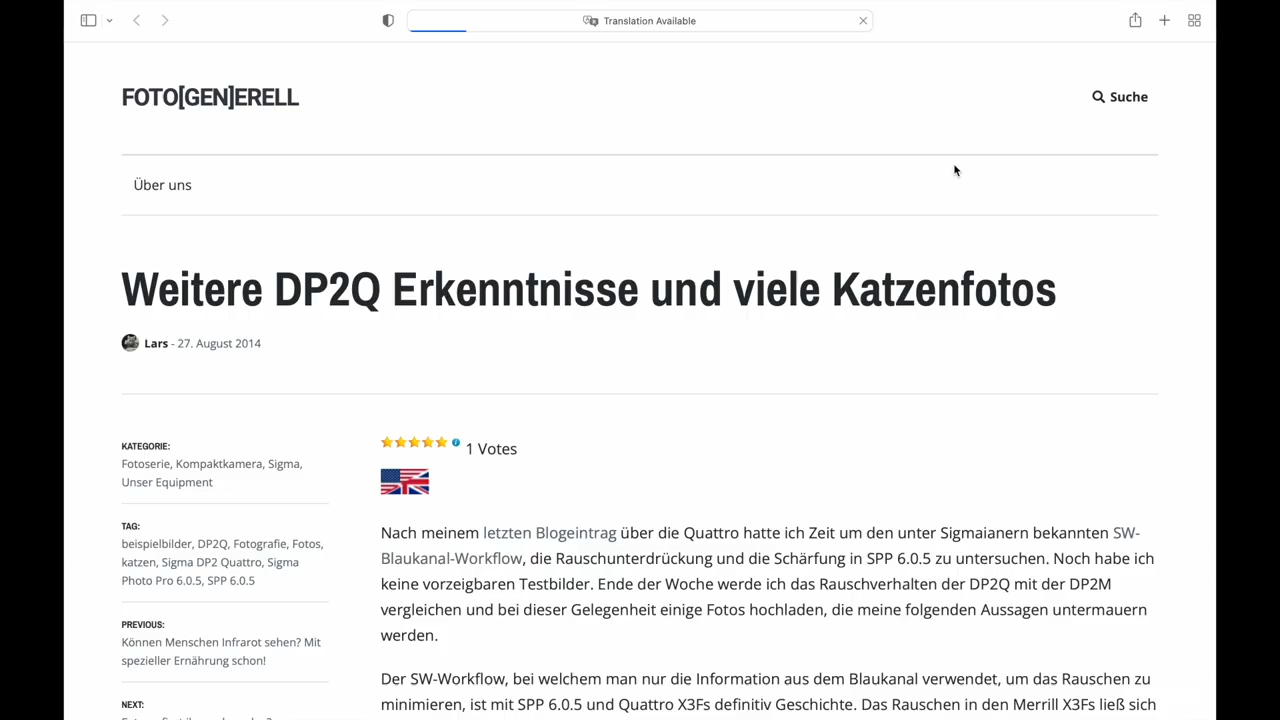 Translation Available
FOTO[GEN]ERELL
Suche
Über uns
Weitere DP2Q Erkenntnisse und viele Katzenfotos
Lars - 27. August 2014
KATEGORIE:
Fotoserie, Kompaktkamera, Sigma,
Unser Equipment
TAG:
beispielbilder, DP2Q, Fotografie, Fotos,
katzen, Sigma DP2 Quattro, Sigma
Photo Pro 6.0.5, SPP 6.0.5
PREVIOUS:
Können Menschen Infrarot sehen? Mit
spezieller Ernährung schon!
NEXT:
1 Votes
Nach meinem letzten Blogeintrag über die Quattro hatte ich Zeit um den unter Sigmaianern bekannten SW-
Blaukanal-Workflow, die Rauschunterdrückung und die Schärfung in SPP 6.0.5 zu untersuchen. Noch habe ich
keine vorzeigbaren Testbilder. Ende der Woche werde ich das Rauschverhalten der DP2Q mit der DP2M
vergleichen und bei dieser Gelegenheit einige Fotos hochladen, die meine folgenden Aussagen untermauern
werden.
Der SW-Workflow, bei welchem man nur die Information aus dem Blaukanal verwendet, um das Rauschen zu
minimieren, ist mit SPP 6.0.5 und Quattro X3Fs definitiv Geschichte. Das Rauschen in den Merrill X3Fs ließ sich